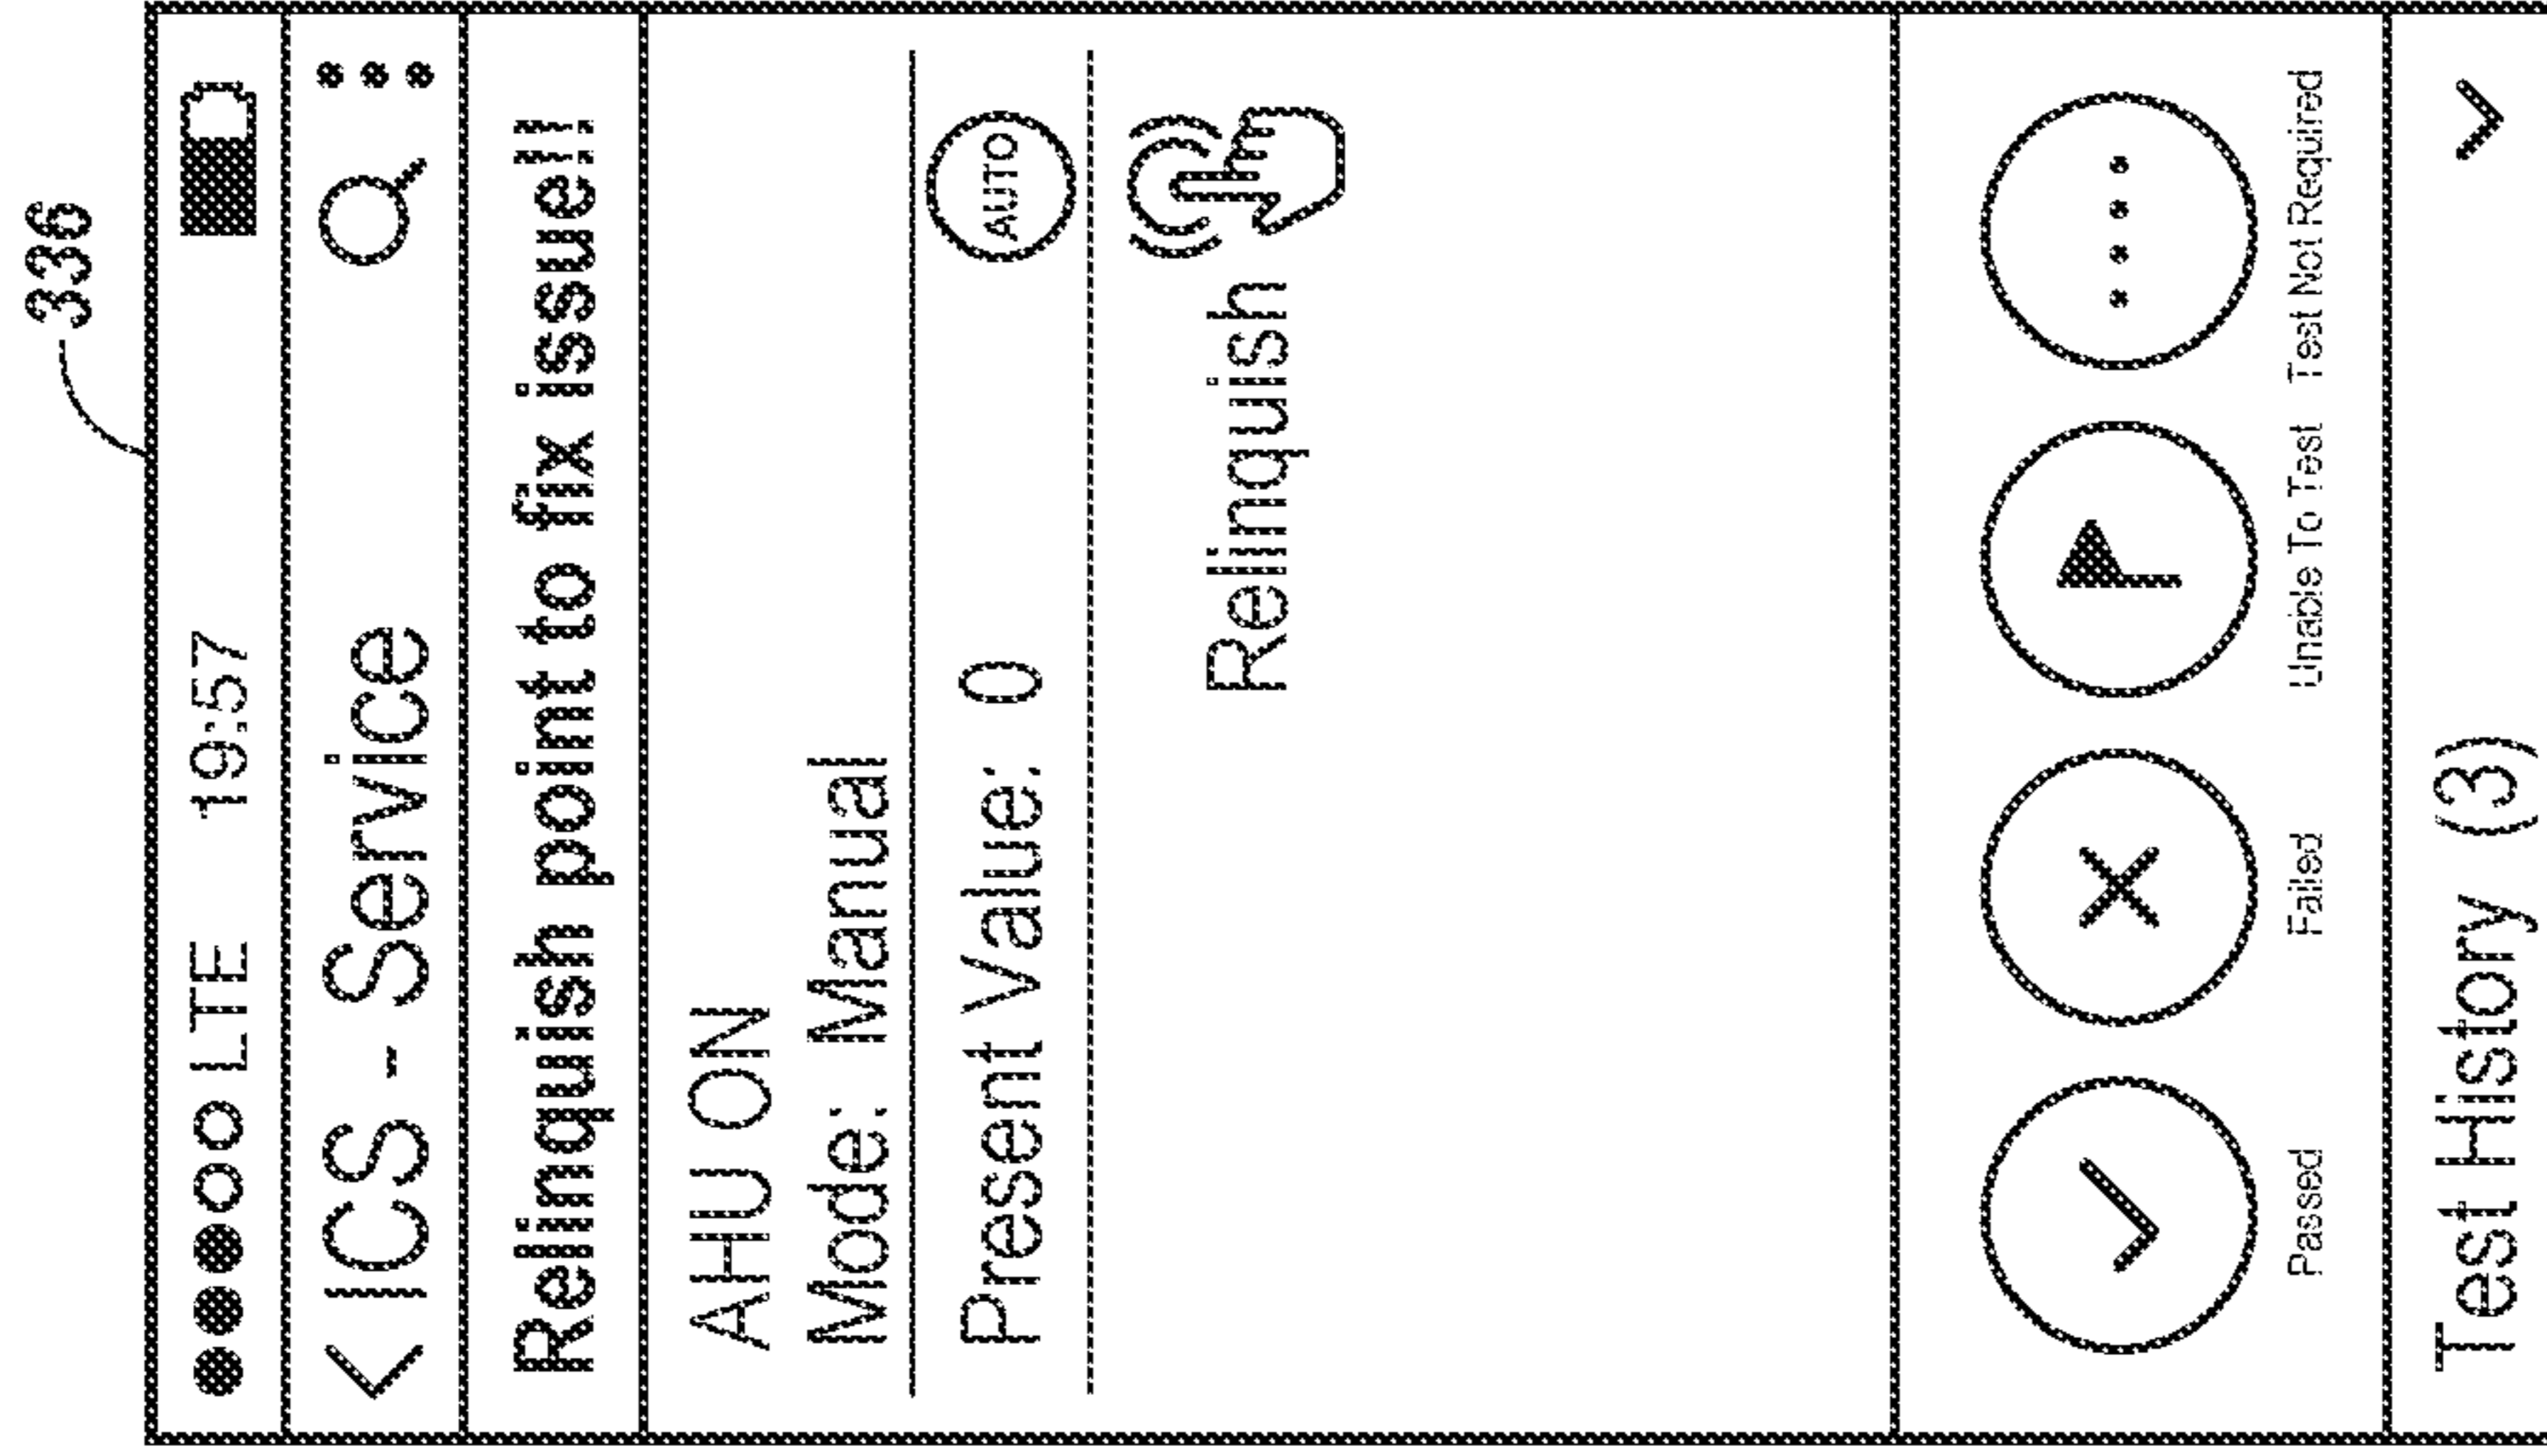 336
LTE 19:57
< ICS - Service
Relinquish point to fix issue!!
AHU ON
Mode: Manual
Present Value: 0 AUTO
Relinquish
Passed Failed Unable To Test Test Not Required
Test History (3)